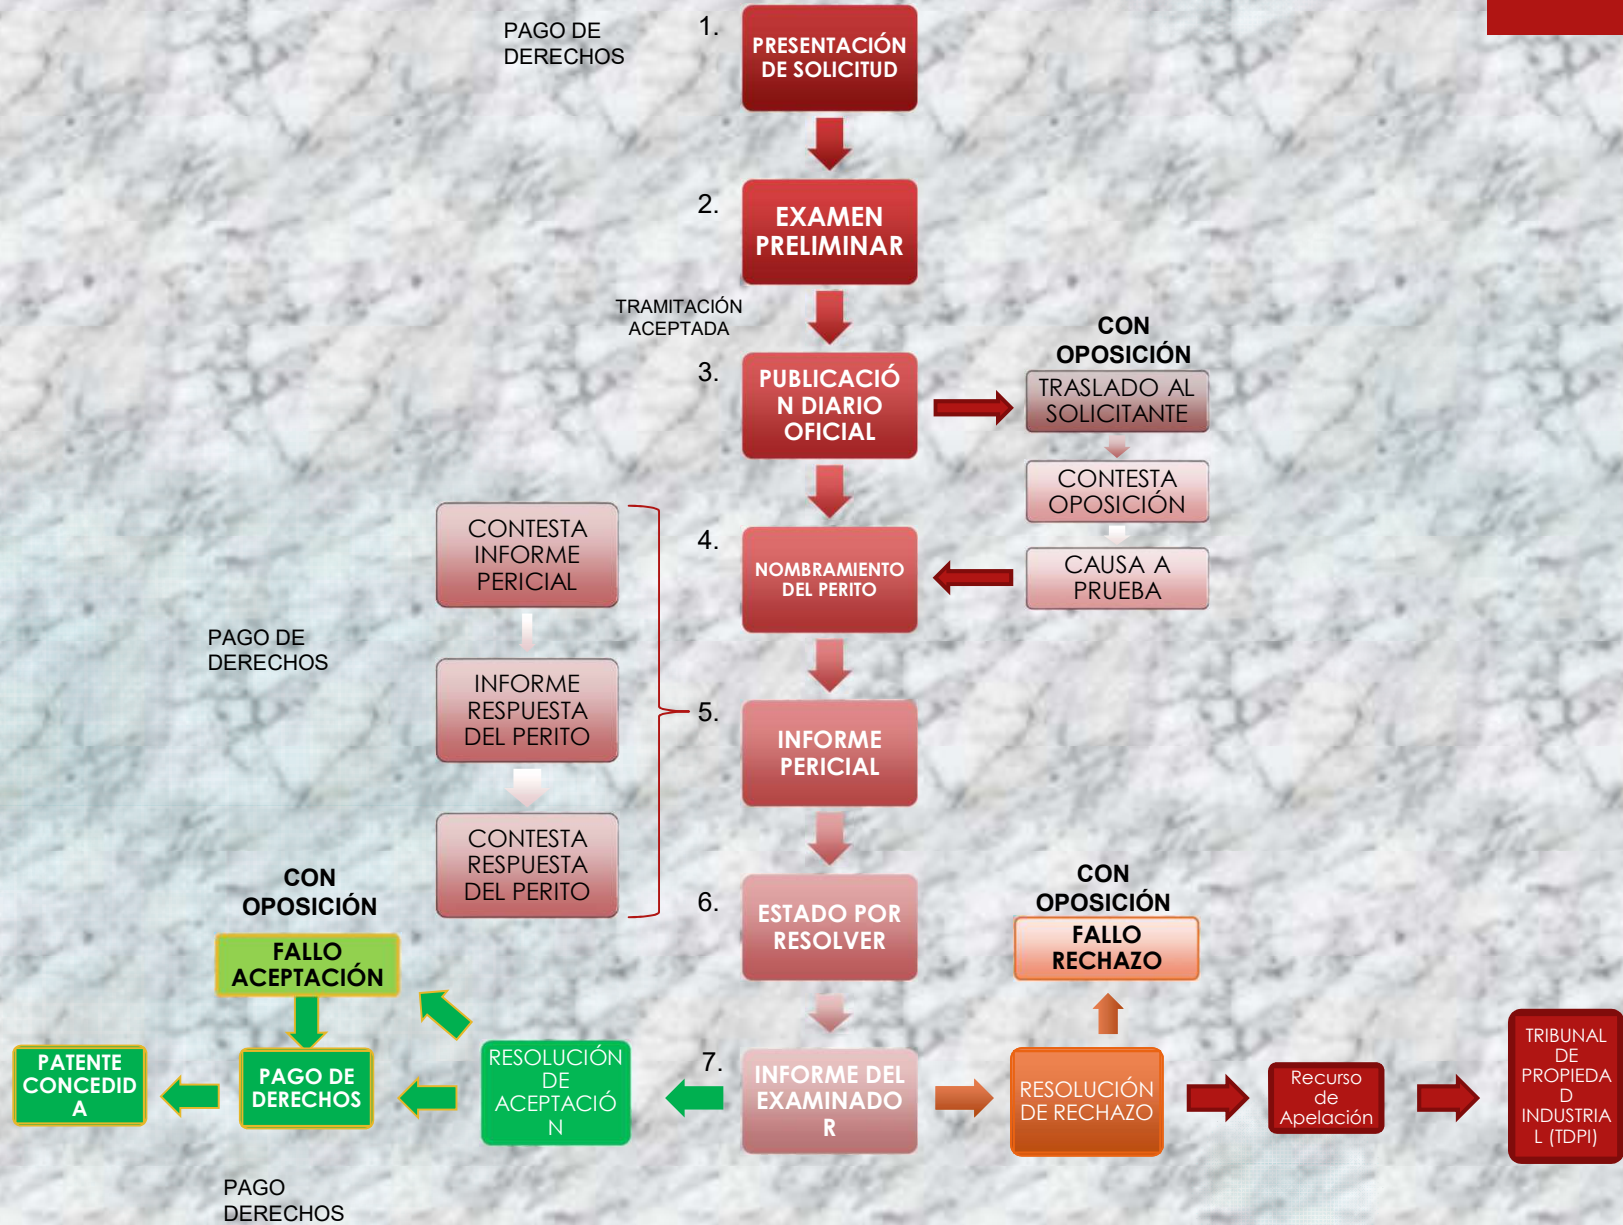 PAGO DE
DERECHOS
1.
PRESENTACIÓN
DE SOLICITUD
2.
EXAMEN
PRELIMINAR
TRAMITACIÓN
ACEPTADA
3.
PUBLICACIÓ
N DIARIO
OFICIAL
CON
OPOSICIÓN
TRASLADO AL
SOLICITANTE
CONTESTA
OPOSICIÓN
CAUSA A
PRUEBA
4.
NOMBRAMIENTO
DEL PERITO
CONTESTA
INFORME
PERICIAL
PAGO DE
DERECHOS
INFORME
RESPUESTA
DEL PERITO
CONTESTA
RESPUESTA
DEL PERITO
5.
INFORME
PERICIAL
6.
ESTADO POR
RESOLVER
CON
OPOSICIÓN
FALLO
ACEPTACIÓN
CON
OPOSICIÓN
FALLO
RECHAZO
PATENTE
CONCEDID
A
PAGO DE
DERECHOS
RESOLUCIÓN
DE
ACEPTACIÓ
N
7.
INFORME DEL
EXAMINADO
R
RESOLUCIÓN
DE RECHAZO
Recurso
de
Apelación
TRIBUNAL
DE
PROPIEDA
D
INDUSTRIA
L (TDPI)
PAGO
DERECHOS